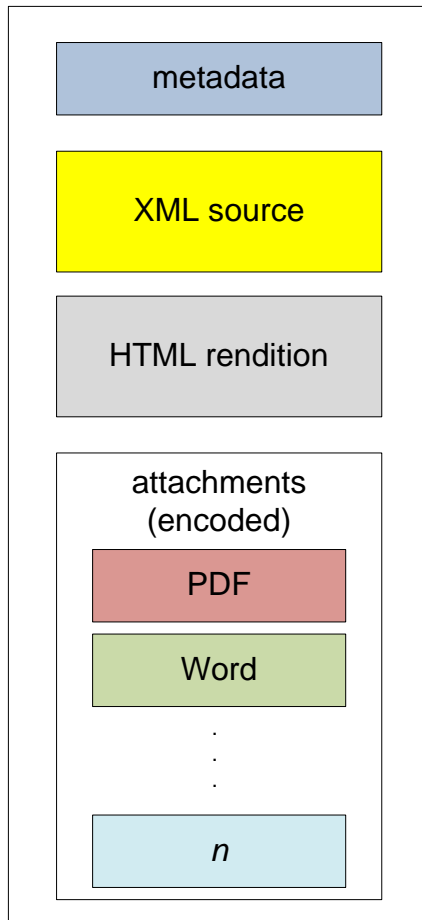 metadata
XML source
HTML rendition
attachments
(encoded)
PDF
Word
.
.
.
n